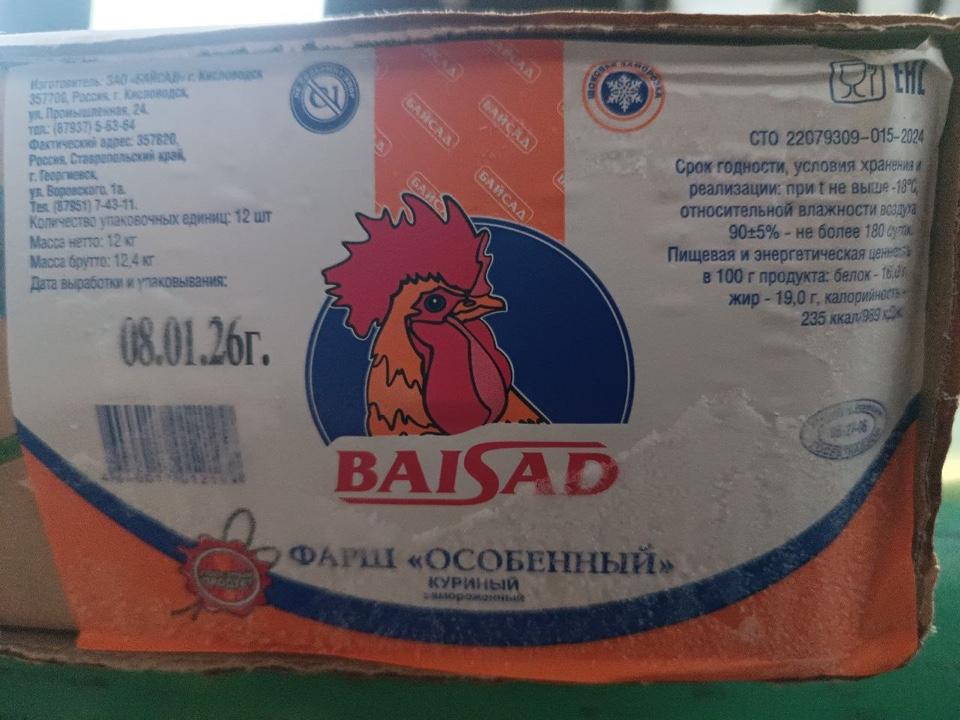 Изготовитель: ЗАО «БАЙСАД» г. Кисловодск
357700, Россия, г. Кисловодск,
ул. Промышленная, 24.
тел.: (87937) 5-63-64
Фактический адрес: 357820,
Россия, Ставропольский край,
г. Георгиевск,
ул. Воровского, 1а.
Тел. (87951) 7-43-11.
Количество упаковочных единиц: 12 шт
Масса нетто: 12 кг
Масса брутто: 12,4 кг
Дата выработки и упаковывания:
08.01.26г.
БАЙСАД
БАЙСАД
БАЙСАД
БАЙСАД
БАЙСАД
ШОКОВАЯ ЗАМОРОЗКА
EAC
СТО 22079309-015-2024
Срок годности, условия хранения и
реализации: при t не выше -18°С,
относительной влажности воздуха
90±5% - не более 180 суток.
Пищевая и энергетическая ценность
в 100 г продукта: белок -
жир - 19,0 г, калорийность -
235 ккал/989 кДж.
BAISAD
ФАРШ «ОСОБЕННЫЙ»
КУРИНЫЙ
замороженный
ПРОДУКТ